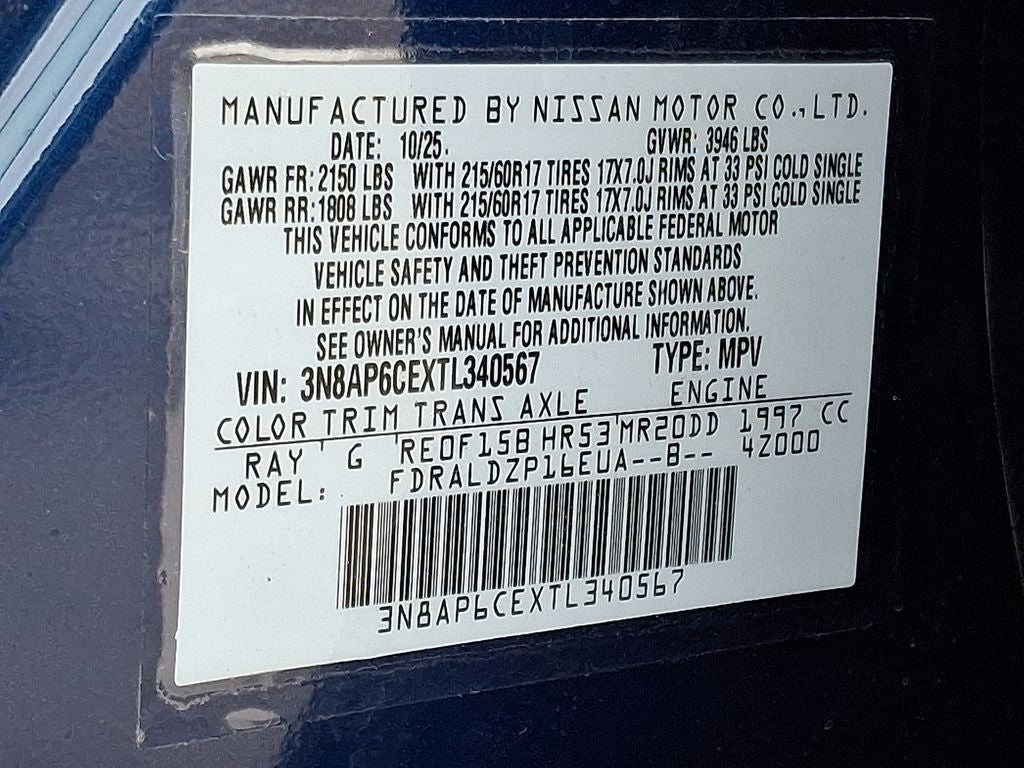 MANUFACTURED BY NISSAN MOTOR CO.,LTD.
DATE: 10/25. GVWR: 3946 LBS
GAWR FR: 2150 LBS WITH 215/60R17 TIRES 17X7.0J RIMS AT 33 PSI COLD SINGLE
GAWR RR: 1808 LBS WITH 215/60R17 TIRES 17X7.0J RIMS AT 33 PSI COLD SINGLE
THIS VEHICLE CONFORMS TO ALL APPLICABLE FEDERAL MOTOR
VEHICLE SAFETY AND THEFT PREVENTION STANDARDS
IN EFFECT ON THE DATE OF MANUFACTURE SHOWN ABOVE.
SEE OWNER'S MANUAL FOR ADDITIONAL INFORMATION.
VIN: 3N8AP6CEXTL340567 TYPE: MPV
COLOR TRIM TRANS AXLE ENGINE
RAY G RE0F15B HR53 MR20DD 1997 CC
MODEL: FDRALDZP16EUA--B-- 4Z000
3N8AP6CEXTL340567